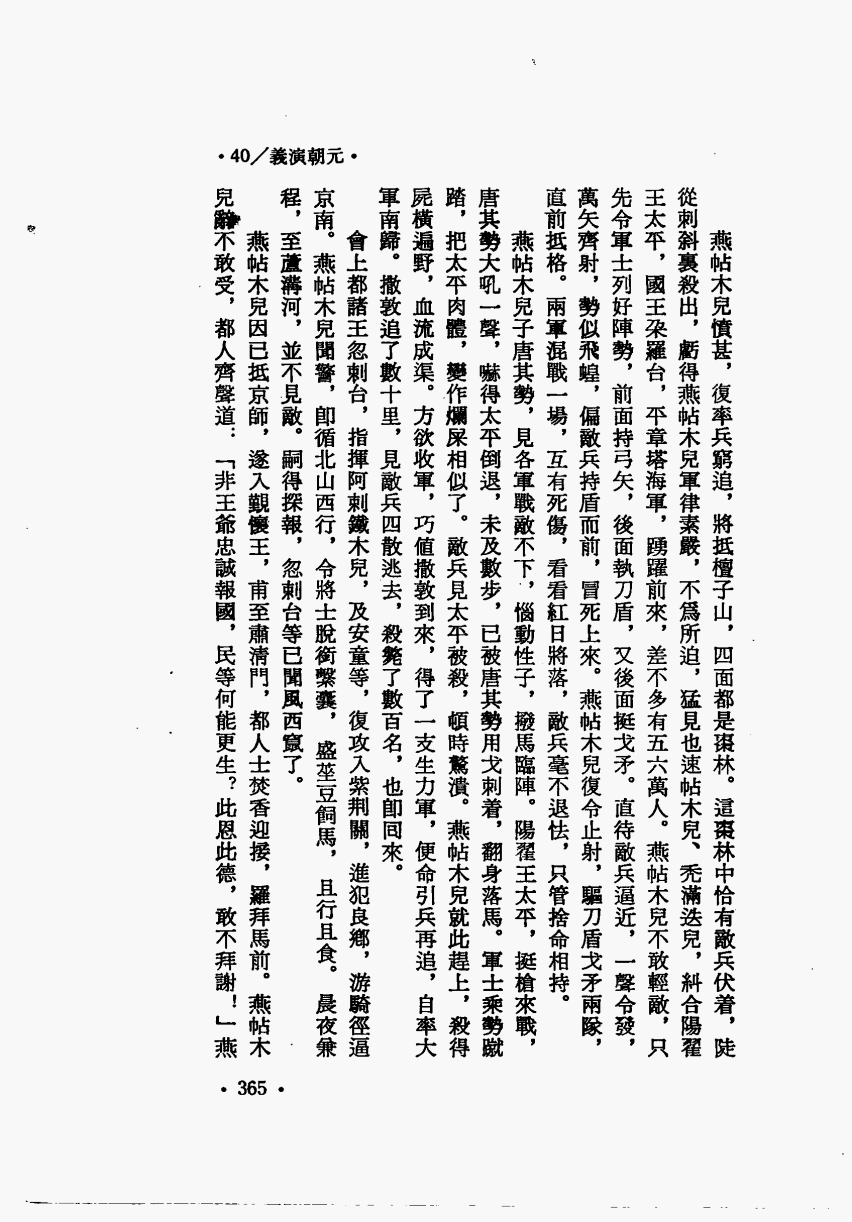 •40/義演朝元•
燕帖木兒憤甚，復率兵窮追，將抵檀子山，四面都是棗林。這棗林中恰有敵兵伏着，陡
從刺斜裏殺出，虧得燕帖木兒軍律素嚴，不爲所迫，猛見也速帖木兒、禿滿迭兒，糾合陽翟
王太平，國王朶羅台，平章塔海軍，踴躍前來，差不多有五六萬人。燕帖木兒不敢輕敵，只
先令軍士列好陣勢，前面持弓矢，後面執刀盾，又後面挺戈矛。直待敵兵逼近，一聲令發，
萬矢齊射，勢似飛蝗，偏敵兵持盾而前，冒死上來。燕帖木兒復令止射，驅刀盾戈矛兩隊，
直前抵格。兩軍混戰一場，互有死傷，看看紅日將落，敵兵毫不退怯，只管捨命相持。
燕帖木兒子唐其勢，見各軍戰敵不下，惱動性子，撥馬臨陣。陽翟王太平，挺槍來戰，
唐其勢大吼一聲，嚇得太平倒退，未及數步，已被唐其勢用戈刺着，翻身落馬。軍士乘勢蹴
踏，把太平肉體，變作爛屎相似了。敵兵見太平被殺，頓時驚潰。燕帖木兒就此趕上，殺得
屍橫遍野，血流成渠。方欲收軍，巧值撒敦到來，得了一支生力軍，便命引兵再追，自率大
軍南歸。撒敦追了數十里，見敵兵四散逃去，殺斃了數百名，也卽回來。
會上都諸王忽剌台，指揮阿剌鐵木兒，及安童等，復攻入紫荆關，進犯良鄉，游騎徑逼
京南。燕帖木兒聞警，卽循北山西行，令將士脫銜繫囊，盛莝豆飼馬，且行且食。晨夜兼
程，至蘆溝河，並不見敵。嗣得探報，忽剌台等已聞風西竄了。
燕帖木兒因已抵京師，遂入覲懷王，甫至肅清門，都人士焚香迎接，羅拜馬前。燕帖木
兒辭不敢受，都人齊聲道：「非王爺忠誠報國，民等何能更生？此恩此德，敢不拜謝！」燕
•365•